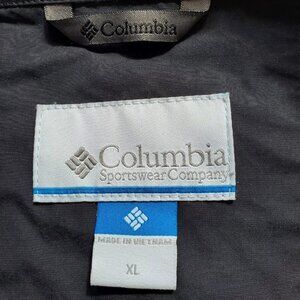 Columbia
Columbia
Sportswear Company
MADE IN VIETNAM
XL